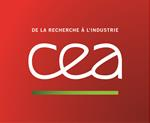 DE LA RECHERCHE À L'INDUSTRIE
cea